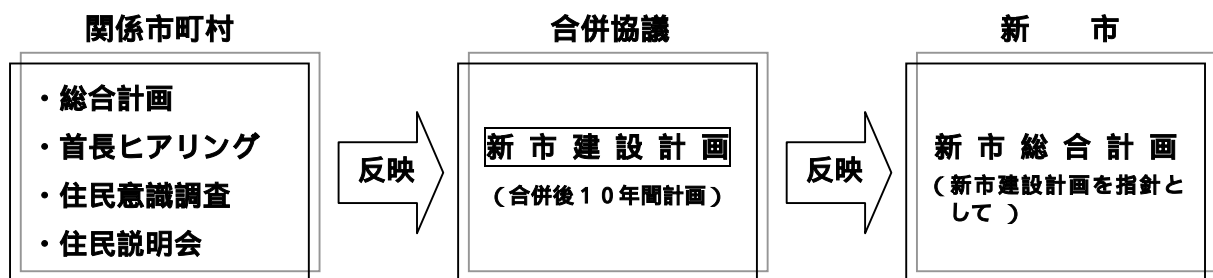 関係市町村
・総合計画
・首長ヒアリング
・住民意識調査
・住民説明会
反映
合併協議
新市建設計画
（合併後１０年間計画）
反映
新　市
新市総合計画
（新市建設計画を指針と
して ）